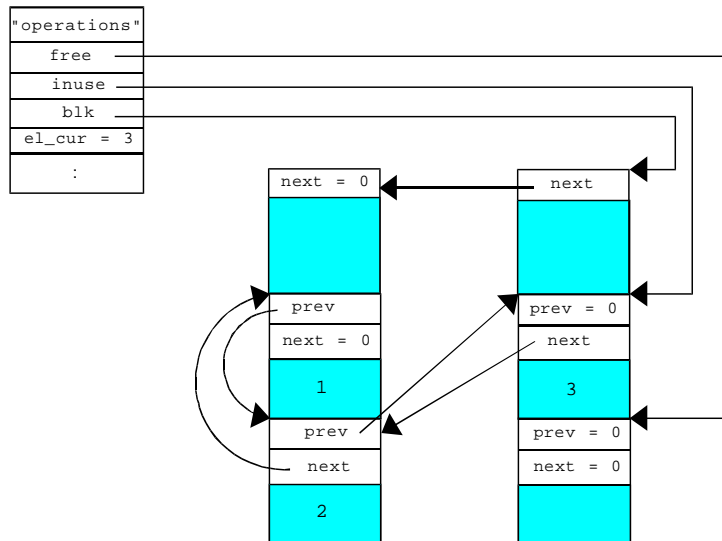 "operations"
free
inuse
blk
el_cur = 3
:
next = 0
next
prev
next = 0
1
prev
next
2
prev = 0
next
3
prev = 0
next = 0